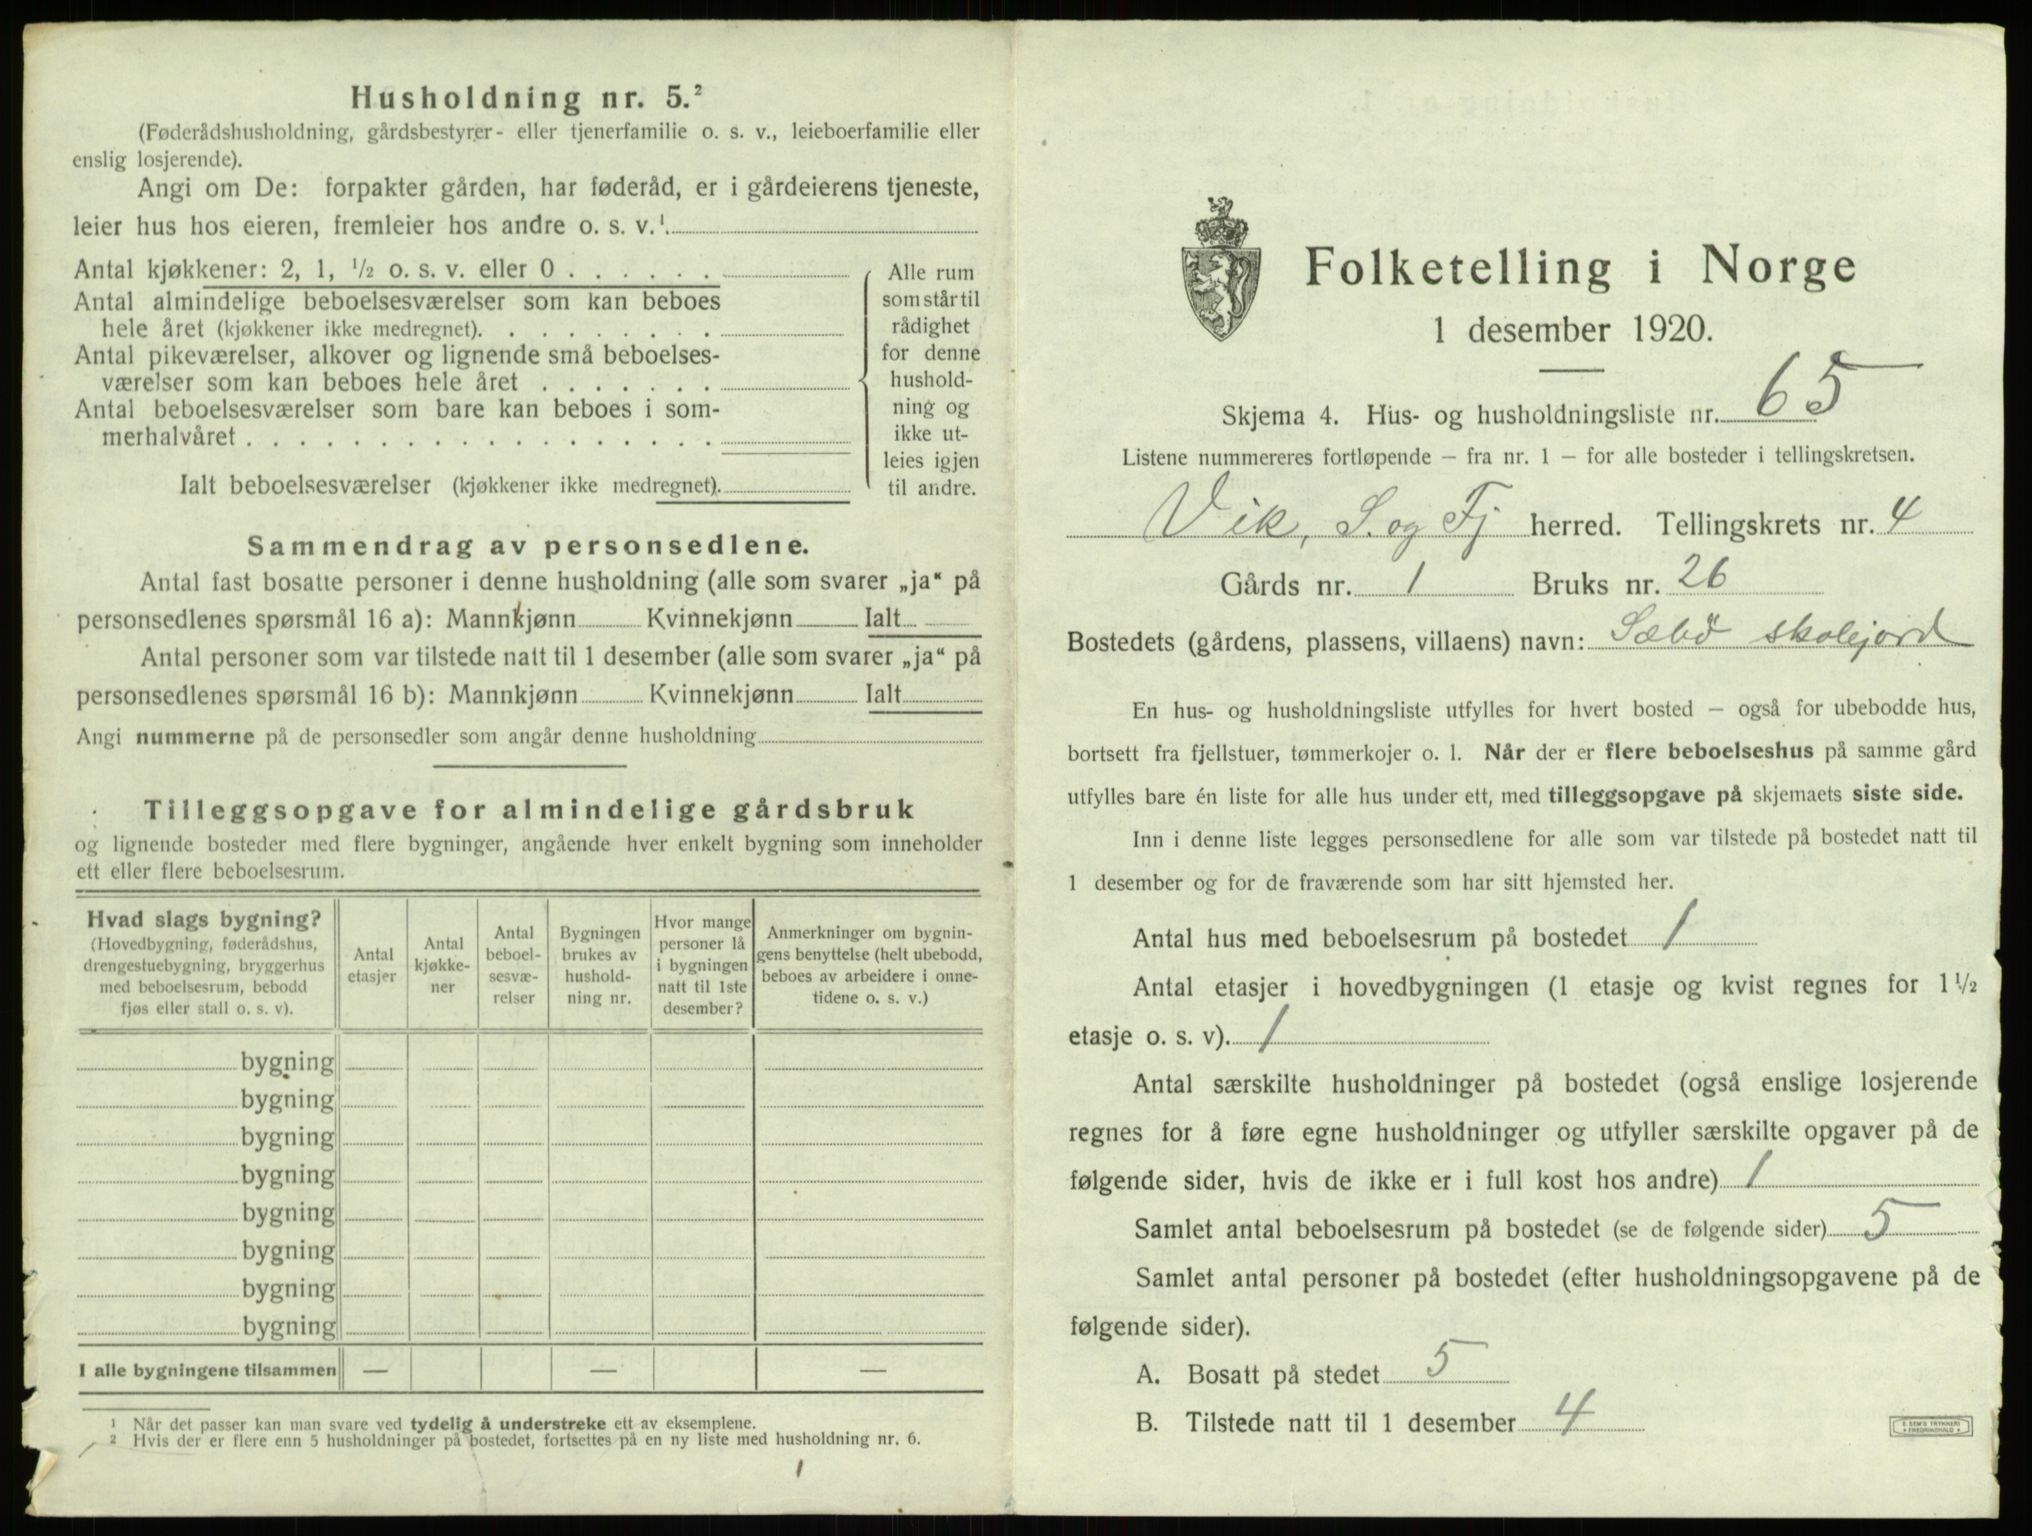 Husholdning nr. 5.²
(Føderådshusholdning, gårdsbestyrer- eller tjenerfamilie o. s. v., leieboerfamilie eller
enslig losjerende).
Angi om De: forpakter gården, har føderåd, er i gårdeierens tjeneste,
leier hus hos eieren, fremleier hos andre o. s. v.¹
Antal kjøkkener: 2, 1, ½ o. s. v. eller 0 . . . . . .
Antal almindelige beboelsesværelser som kan beboes
hele året (kjøkkener ikke medregnet). . . . . . . . .
Antal pikeværelser, alkover og lignende små beboelses-
værelser som kan beboes hele året . . . . . . .
Antal beboelsesværelser som bare kan beboes i som-
merhalvåret . . . . . . . . . . . . . . . . . .
Ialt beboelsesværelser (kjøkkener ikke medregnet).
Alle rum
som står til
rådighet
for denne
hushold-
ning og
ikke ut-
leies igjen
til andre.
Sammendrag av personsedlene.
Antal fast bosatte personer i denne husholdning (alle som svarer „ja“ på
personsedlenes spørsmål 16 a): Mannkjønn Kvinnekjønn Ialt
Antal personer som var tilstede natt til 1 desember (alle som svarer „ja“ på
personsedlenes spørsmål 16 b): Mannkjønn Kvinnekjønn Ialt
Angi nummerne på de personsedler som angår denne husholdning
Tilleggsopgave for almindelige gårdsbruk
og lignende bosteder med flere bygninger, angående hver enkelt bygning som inneholder
ett eller flere beboelsesrum.
Hvad slags bygning?
(Hovedbygning, føderådshus,
drengestuebygning, bryggerhus
med beboelsesrum, bebodd
fjøs eller stall o. s. v).
Antal
etasjer
Antal
kjøkke-
ner
Antal
beboel-
sesvæ-
relser
Bygningen
brukes av
hushold-
ning nr.
Hvor mange
personer lå
i bygningen
natt til 1ste
desember?
Anmerkninger om bygnin-
gens benyttelse (helt ubebodd,
beboes av arbeidere i onne-
tidene o. s. v.)
bygning
bygning
bygning
bygning
bygning
bygning
bygning
bygning
I alle bygningene tilsammen — — —
¹ Når det passer kan man svare ved tydelig å understreke ett av eksemplene.
² Hvis der er flere enn 5 husholdninger på bostedet, fortsettes på en ny liste med husholdning nr. 6.
Folketelling i Norge
1 desember 1920.
Skjema 4. Hus- og husholdningsliste nr. 65
Listene nummereres fortløpende — fra nr. 1 — for alle bosteder i tellingskretsen.
Vik, S. og Fj herred. Tellingskrets nr. 4
Gårds nr. 1 Bruks nr. 26
Bostedets (gårdens, plassens, villaens) navn: Sæbö skolejord
En hus- og husholdningsliste utfylles for hvert bosted — også for ubebodde hus,
bortsett fra fjellstuer, tømmerkojer o. l. Når der er flere beboelseshus på samme gård
utfylles bare én liste for alle hus under ett, med tilleggsopgave på skjemaets siste side.
Inn i denne liste legges personsedlene for alle som var tilstede på bostedet natt til
1 desember og for de fraværende som har sitt hjemsted her.
Antal hus med beboelsesrum på bostedet 1
Antal etasjer i hovedbygningen (1 etasje og kvist regnes for 1½
etasje o. s. v). 1
Antal særskilte husholdninger på bostedet (også enslige losjerende
regnes for å føre egne husholdninger og utfyller særskilte opgaver på de
følgende sider, hvis de ikke er i full kost hos andre) 1
Samlet antal beboelsesrum på bostedet (se de følgende sider) 5
Samlet antal personer på bostedet (efter husholdningsopgavene på de
følgende sider).
A. Bosatt på stedet 5
B. Tilstede natt til 1 desember 4
S. SEM'S TRYKKERI
FREDRIKSHALD